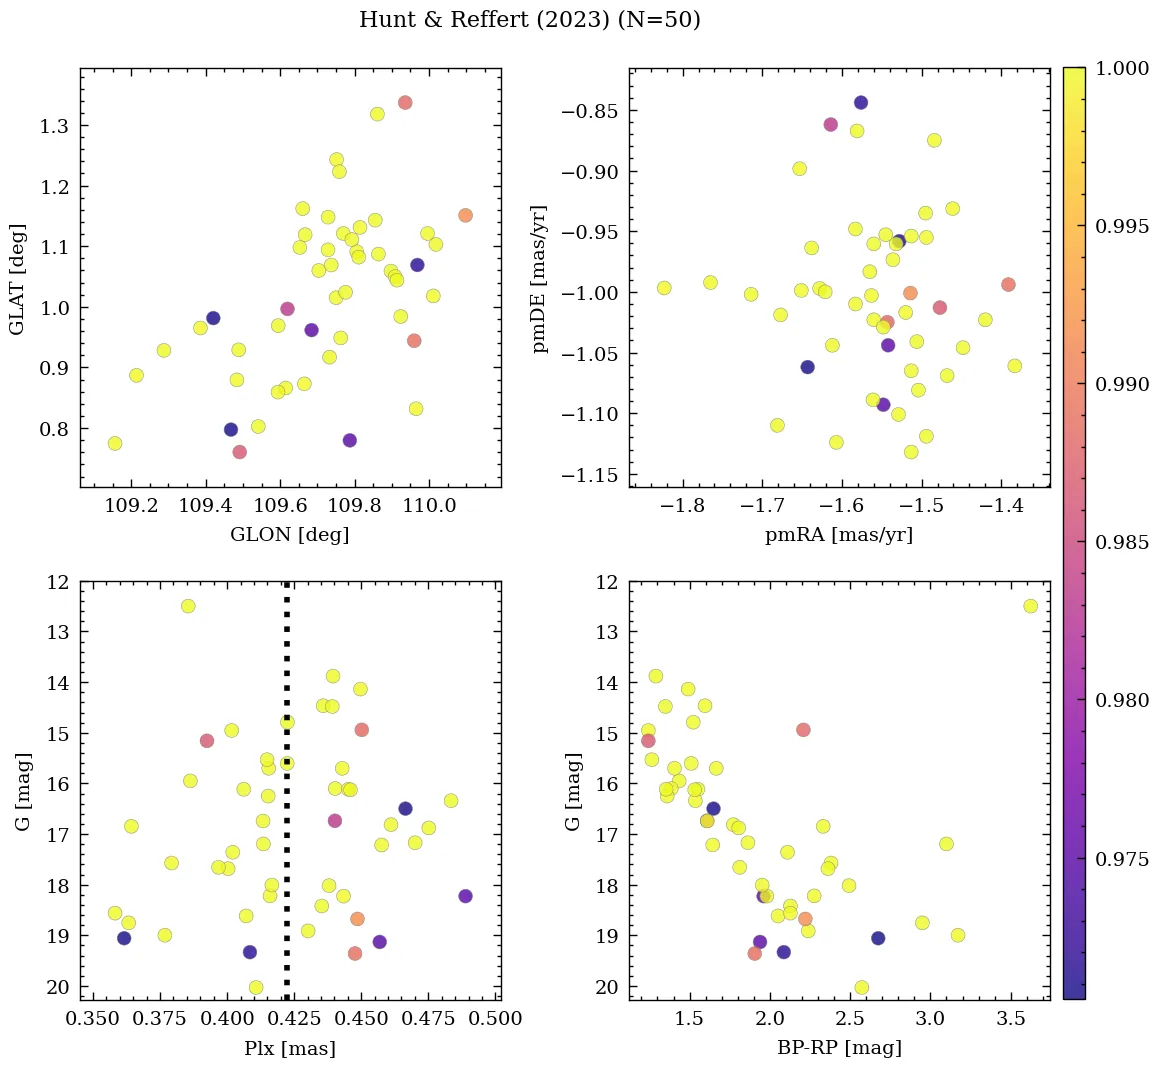 Hunt & Reffert (2023) (N=50)
1.3
1.2
1.1
1.0
0.9
0.8
GLAT [deg]
109.2 109.4 109.6 109.8 110.0
GLON [deg]
−0.85
−0.90
−0.95
−1.00
−1.05
−1.10
−1.15
pmDE [mas/yr]
−1.8 −1.7 −1.6 −1.5 −1.4
pmRA [mas/yr]
1.000
0.995
0.990
0.985
0.980
0.975
12
13
14
15
16
17
18
19
20
G [mag]
0.350 0.375 0.400 0.425 0.450 0.475 0.500
Plx [mas]
12
13
14
15
16
17
18
19
20
G [mag]
1.5 2.0 2.5 3.0 3.5
BP-RP [mag]